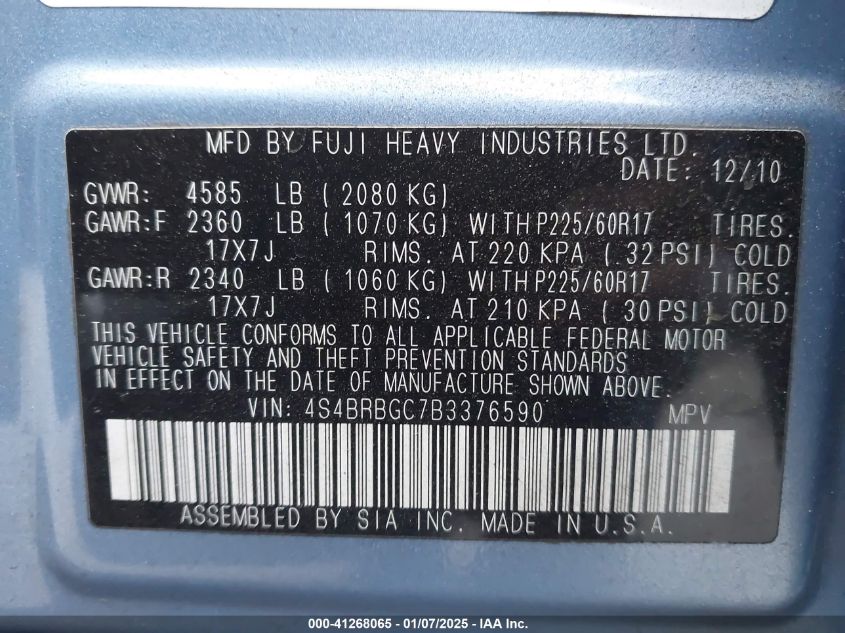 MFD BY FUJI HEAVY INDUSTRIES LTD.
DATE: 12/10
GVWR: 4585 LB ( 2080 KG)
GAWR:F 2360 LB ( 1070 KG) WITH P225/60R17 TIRES.
17X7J RIMS. AT 220 KPA ( 32 PSI) COLD
GAWR:R 2340 LB ( 1060 KG) WITH P225/60R17 TIRES.
17X7J RIMS. AT 210 KPA ( 30 PSI) COLD
THIS VEHICLE CONFORMS TO ALL APPLICABLE FEDERAL MOTOR
VEHICLE SAFETY AND THEFT PREVENTION STANDARDS
IN EFFECT ON THE DATE OF MANUFACTURE SHOWN ABOVE.
VIN: 4S4BRBGC7B3376590 MPV
ASSEMBLED BY SIA INC. MADE IN U.S.A.
000-41268065 - 01/07/2025 - © IAA Inc.